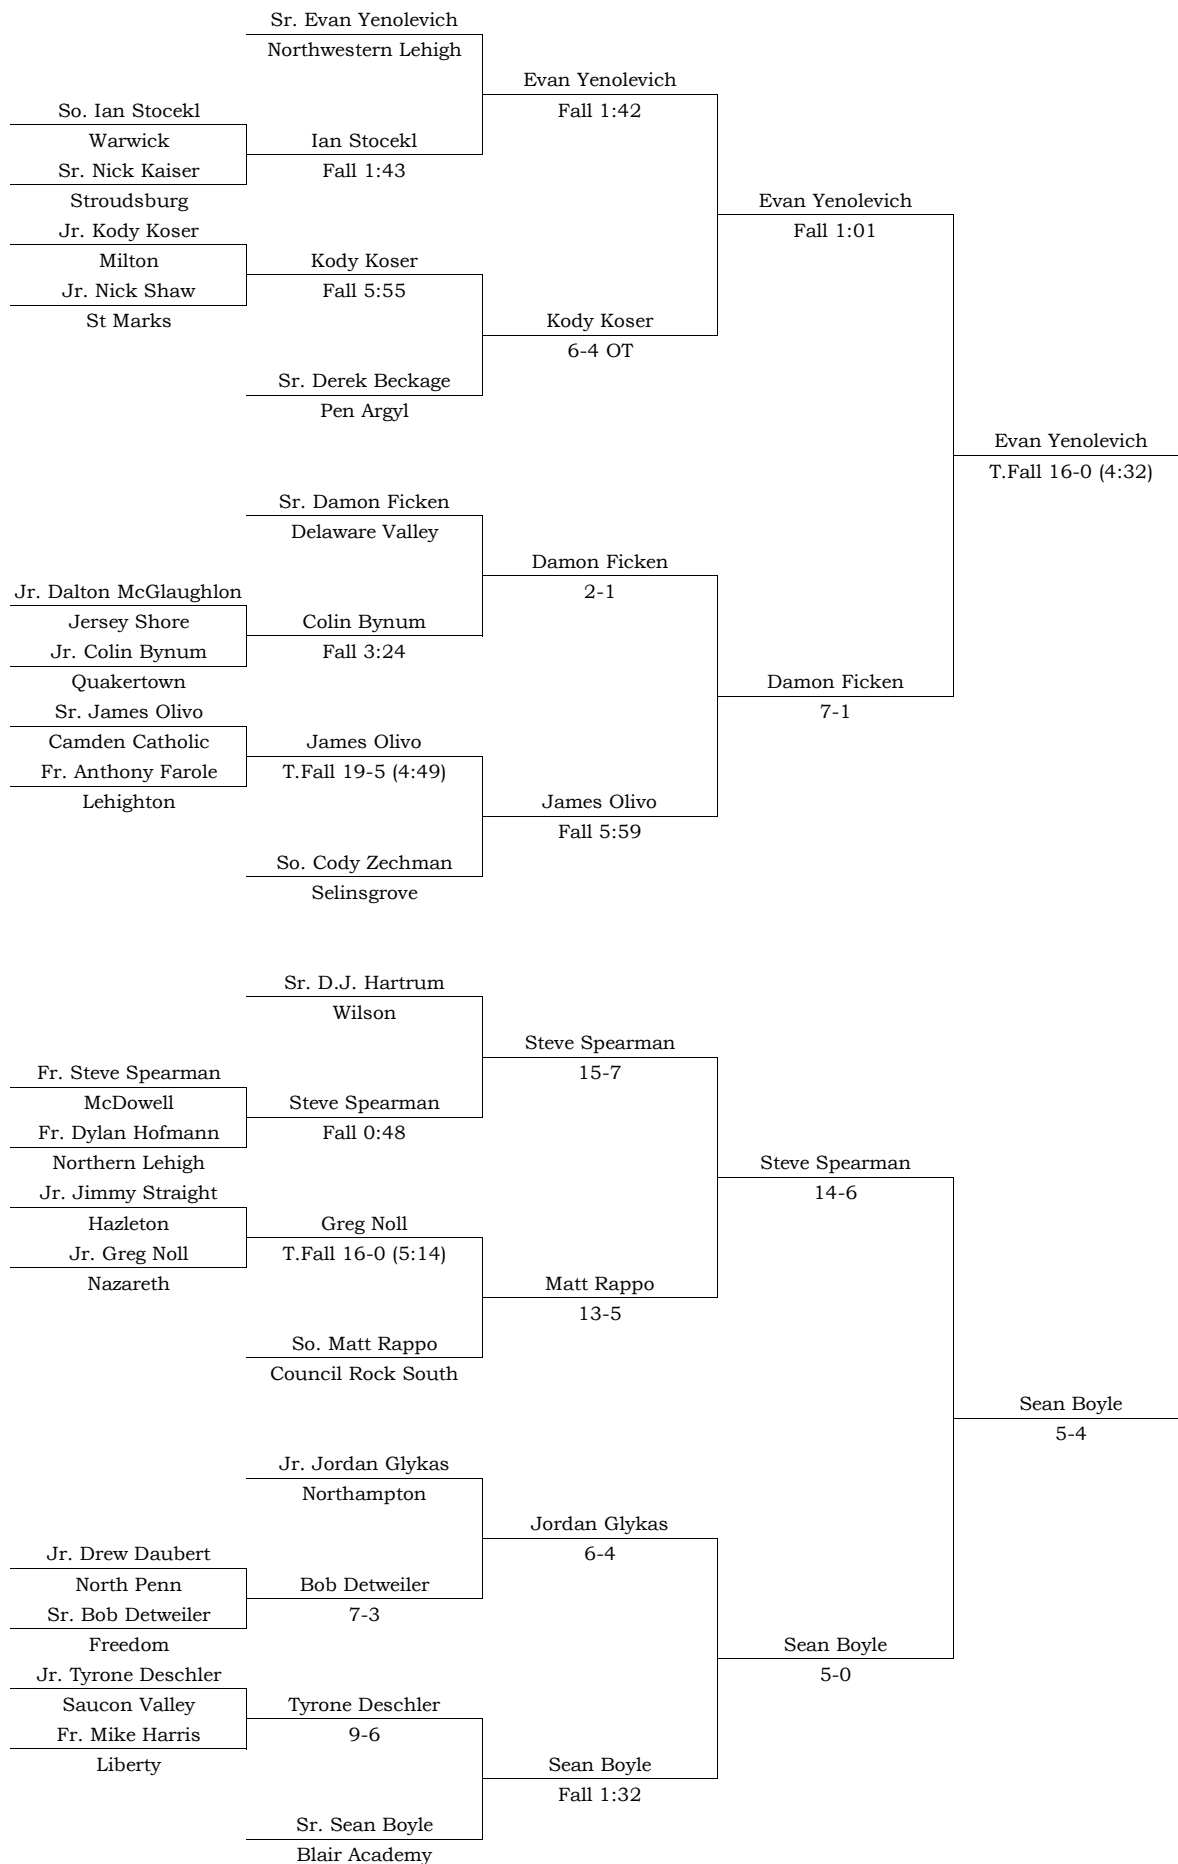 Sr. Evan Yenolevich
Northwestern Lehigh
Evan Yenolevich
Fall 1:42
So. Ian Stocekl
Warwick
Ian Stocekl
Sr. Nick Kaiser
Fall 1:43
Stroudsburg
Evan Yenolevich
Jr. Kody Koser
Fall 1:01
Milton
Kody Koser
Jr. Nick Shaw
Fall 5:55
St Marks
Kody Koser
6-4 OT
Sr. Derek Beckage
Pen Argyl
Evan Yenolevich
T.Fall 16-0 (4:32)
Sr. Damon Ficken
Delaware Valley
Damon Ficken
Jr. Dalton McGlaughlon
2-1
Jersey Shore
Colin Bynum
Jr. Colin Bynum
Fall 3:24
Quakertown
Damon Ficken
Sr. James Olivo
7-1
Camden Catholic
James Olivo
Fr. Anthony Farole
T.Fall 19-5 (4:49)
Lehighton
James Olivo
Fall 5:59
So. Cody Zechman
Selinsgrove
Sr. D.J. Hartrum
Wilson
Steve Spearman
15-7
Fr. Steve Spearman
McDowell
Steve Spearman
Fr. Dylan Hofmann
Fall 0:48
Northern Lehigh
Steve Spearman
Jr. Jimmy Straight
14-6
Hazleton
Greg Noll
Jr. Greg Noll
T.Fall 16-0 (5:14)
Nazareth
Matt Rappo
13-5
So. Matt Rappo
Council Rock South
Sean Boyle
5-4
Jr. Jordan Glykas
Northampton
Jordan Glykas
6-4
Jr. Drew Daubert
North Penn
Bob Detweiler
Sr. Bob Detweiler
7-3
Freedom
Sean Boyle
Jr. Tyrone Deschler
5-0
Saucon Valley
Tyrone Deschler
Fr. Mike Harris
9-6
Liberty
Sean Boyle
Fall 1:32
Sr. Sean Boyle
Blair Academy